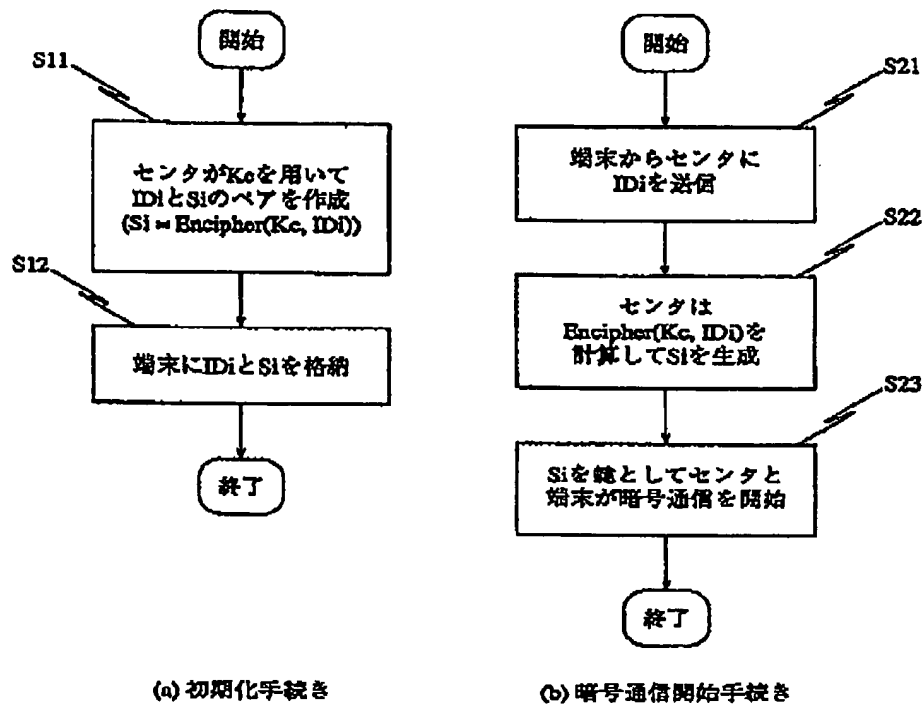 開始
S11
センタがKcを用いて
IDiとSiのペアを作成
(Si = Encipher(Kc, IDi))
S12
端末にIDiとSiを格納
終了
(a) 初期化手続き
開始
S21
端末からセンタに
IDiを送信
S22
センタは
Encipher(Kc, IDi)を
計算してSiを生成
S23
Siを鍵としてセンタと
端末が暗号通信を開始
終了
(b) 暗号通信開始手続き